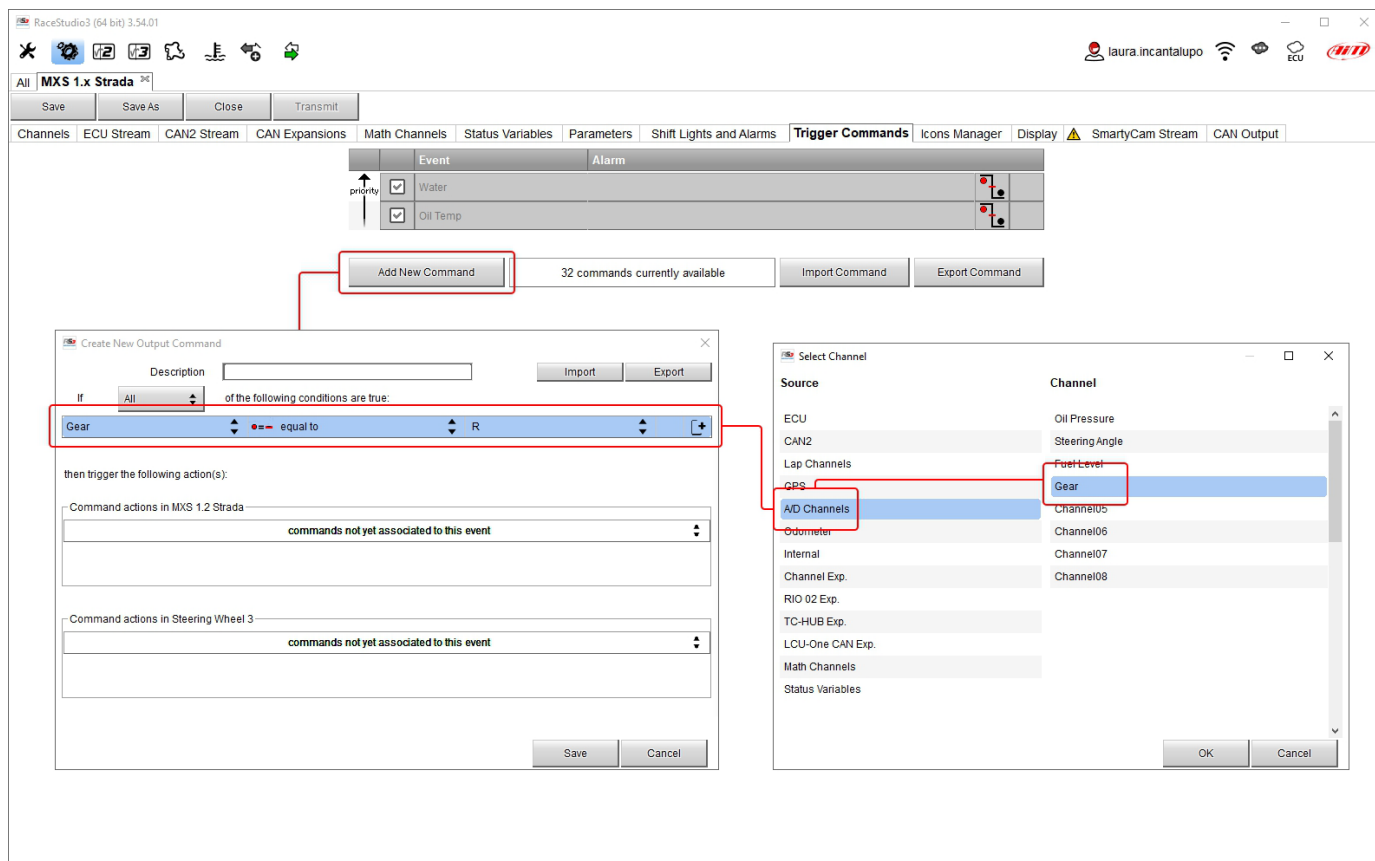 RaceStudio3 (64 bit) 3.54.01
laura.incantalupo
ECU
AiM
All MXS 1.x Strada
Save Save As Close Transmit
Channels ECU Stream CAN2 Stream CAN Expansions Math Channels Status Variables Parameters Shift Lights and Alarms Trigger Commands Icons Manager Display SmartyCam Stream CAN Output
Event Alarm
priority
Water
Oil Temp
Add New Command 32 commands currently available Import Command Export Command
Create New Output Command
Description Import Export
If All of the following conditions are true:
Gear equal to R
then trigger the following action(s):
Command actions in MXS 1.2 Strada
commands not yet associated to this event
Command actions in Steering Wheel 3
commands not yet associated to this event
Save Cancel
Select Channel
Source Channel
ECU Oil Pressure
CAN2 Steering Angle
Lap Channels Fuel Level
GPS Gear
A/D Channels Channel05
Odometer Channel06
Internal Channel07
Channel Exp. Channel08
RIO 02 Exp.
TC-HUB Exp.
LCU-One CAN Exp.
Math Channels
Status Variables
OK Cancel